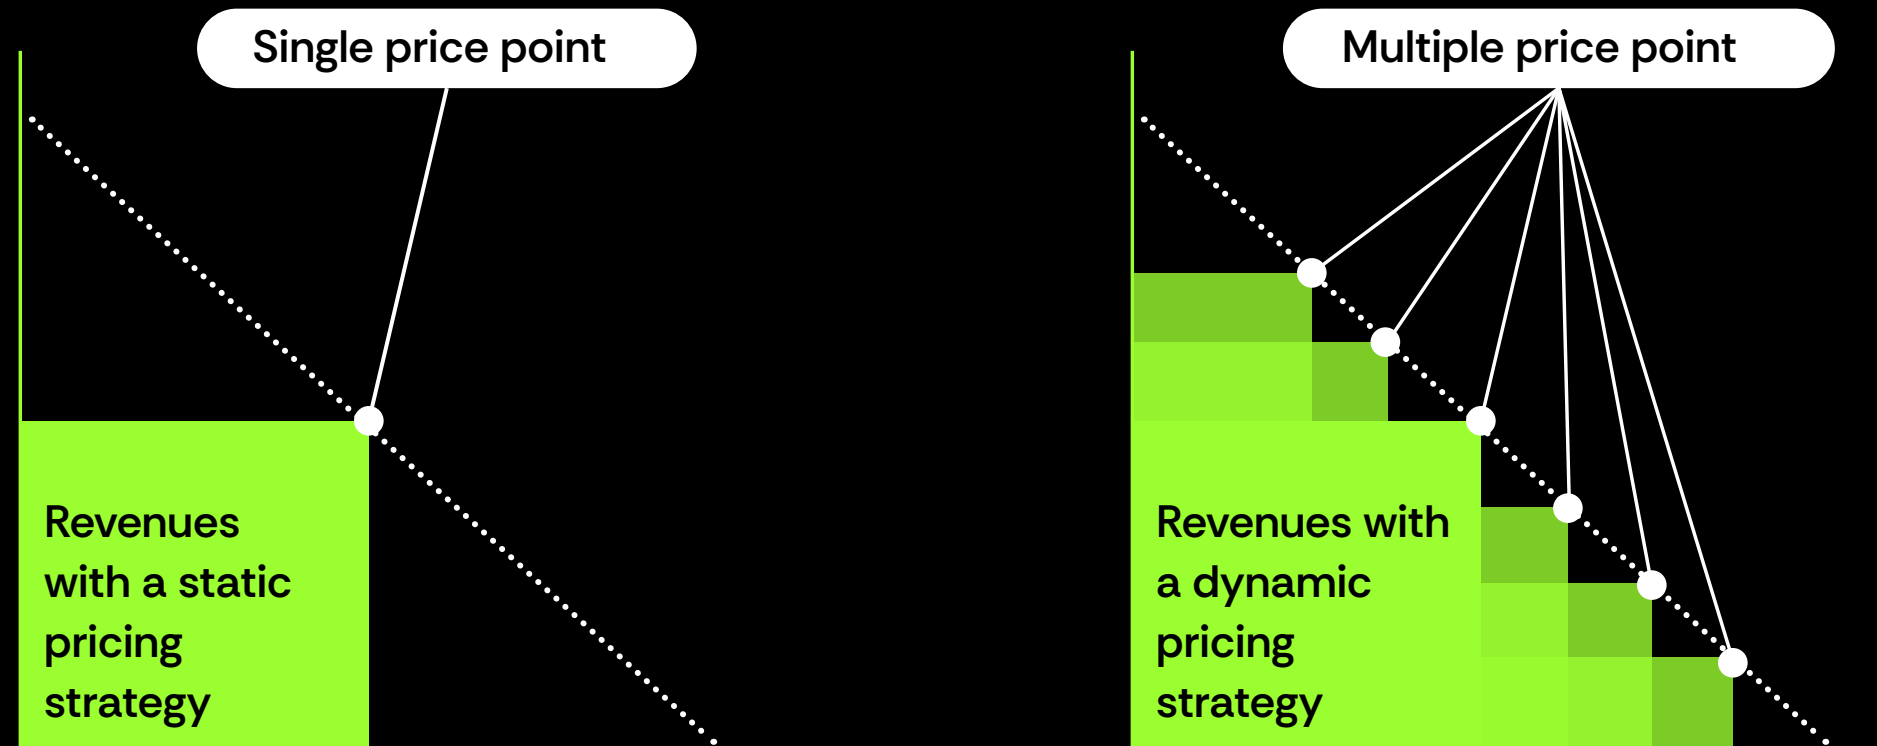 Single price point
Revenues
with a static
pricing
strategy
Multiple price point
Revenues with
a dynamic
pricing
strategy